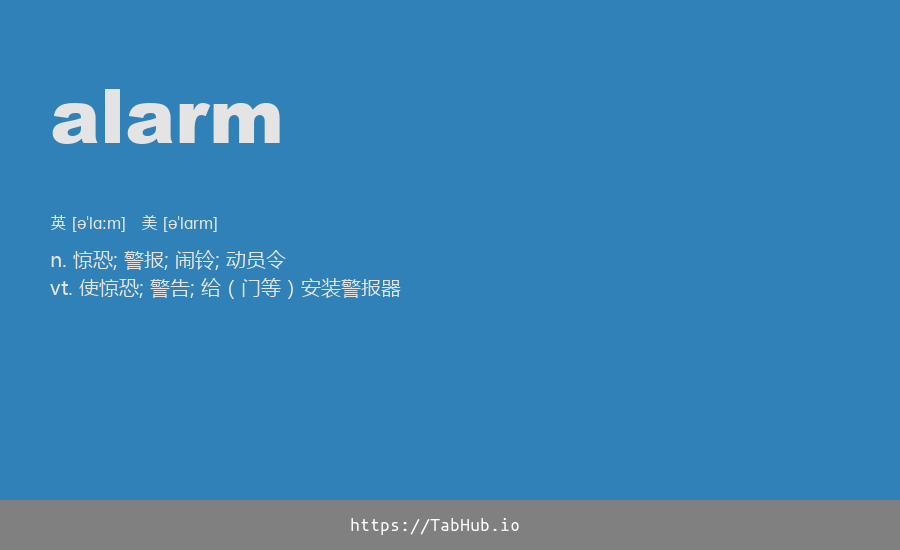 alarm
英 [ə'lɑːm] 美 [ə'lɑrm]
n. 惊恐; 警报; 闹铃; 动员令
vt. 使惊恐; 警告; 给（门等）安装警报器
https://TabHub.io